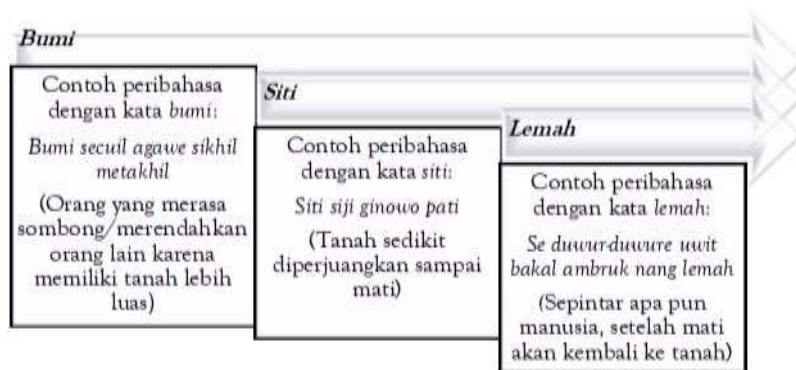 Bumi
Contoh peribahasa
dengan kata bumi:
Bumi secuil agawe sikhil
metakhil
(Orang yang merasa
sombong/merendahkan
orang lain karena
memiliki tanah lebih
luas)
Siti
Contoh peribahasa
dengan kata siti:
Siti siji ginowo pati
(Tanah sedikit
diperjuangkan sampai
mati)
Lemah
Contoh peribahasa
dengan kata lemah:
Se duwur-duwure uwit
bakal ambruk nang lemah
(Sepintar apa pun
manusia, setelah mati
akan kembali ke tanah)